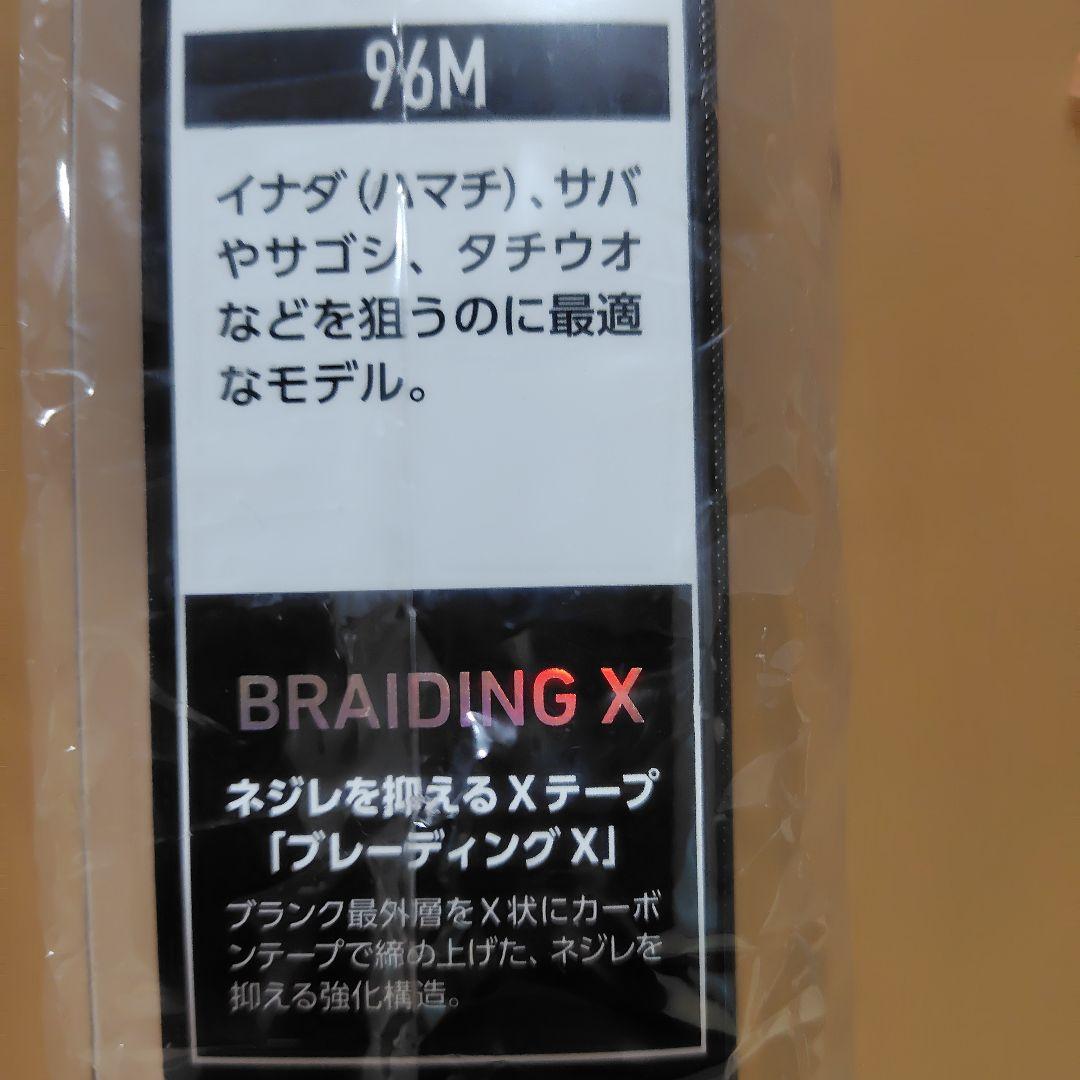 96M
イナダ（ハマチ）、サバ
やサゴシ、タチウオ
などを狙うのに最適
なモデル。
BRAIDING X
ネジレを抑えるXテープ
「ブレーディングX」
ブランク最外層をX状にカーボ
ンテープで締め上げた、ネジレを
抑える強化構造。